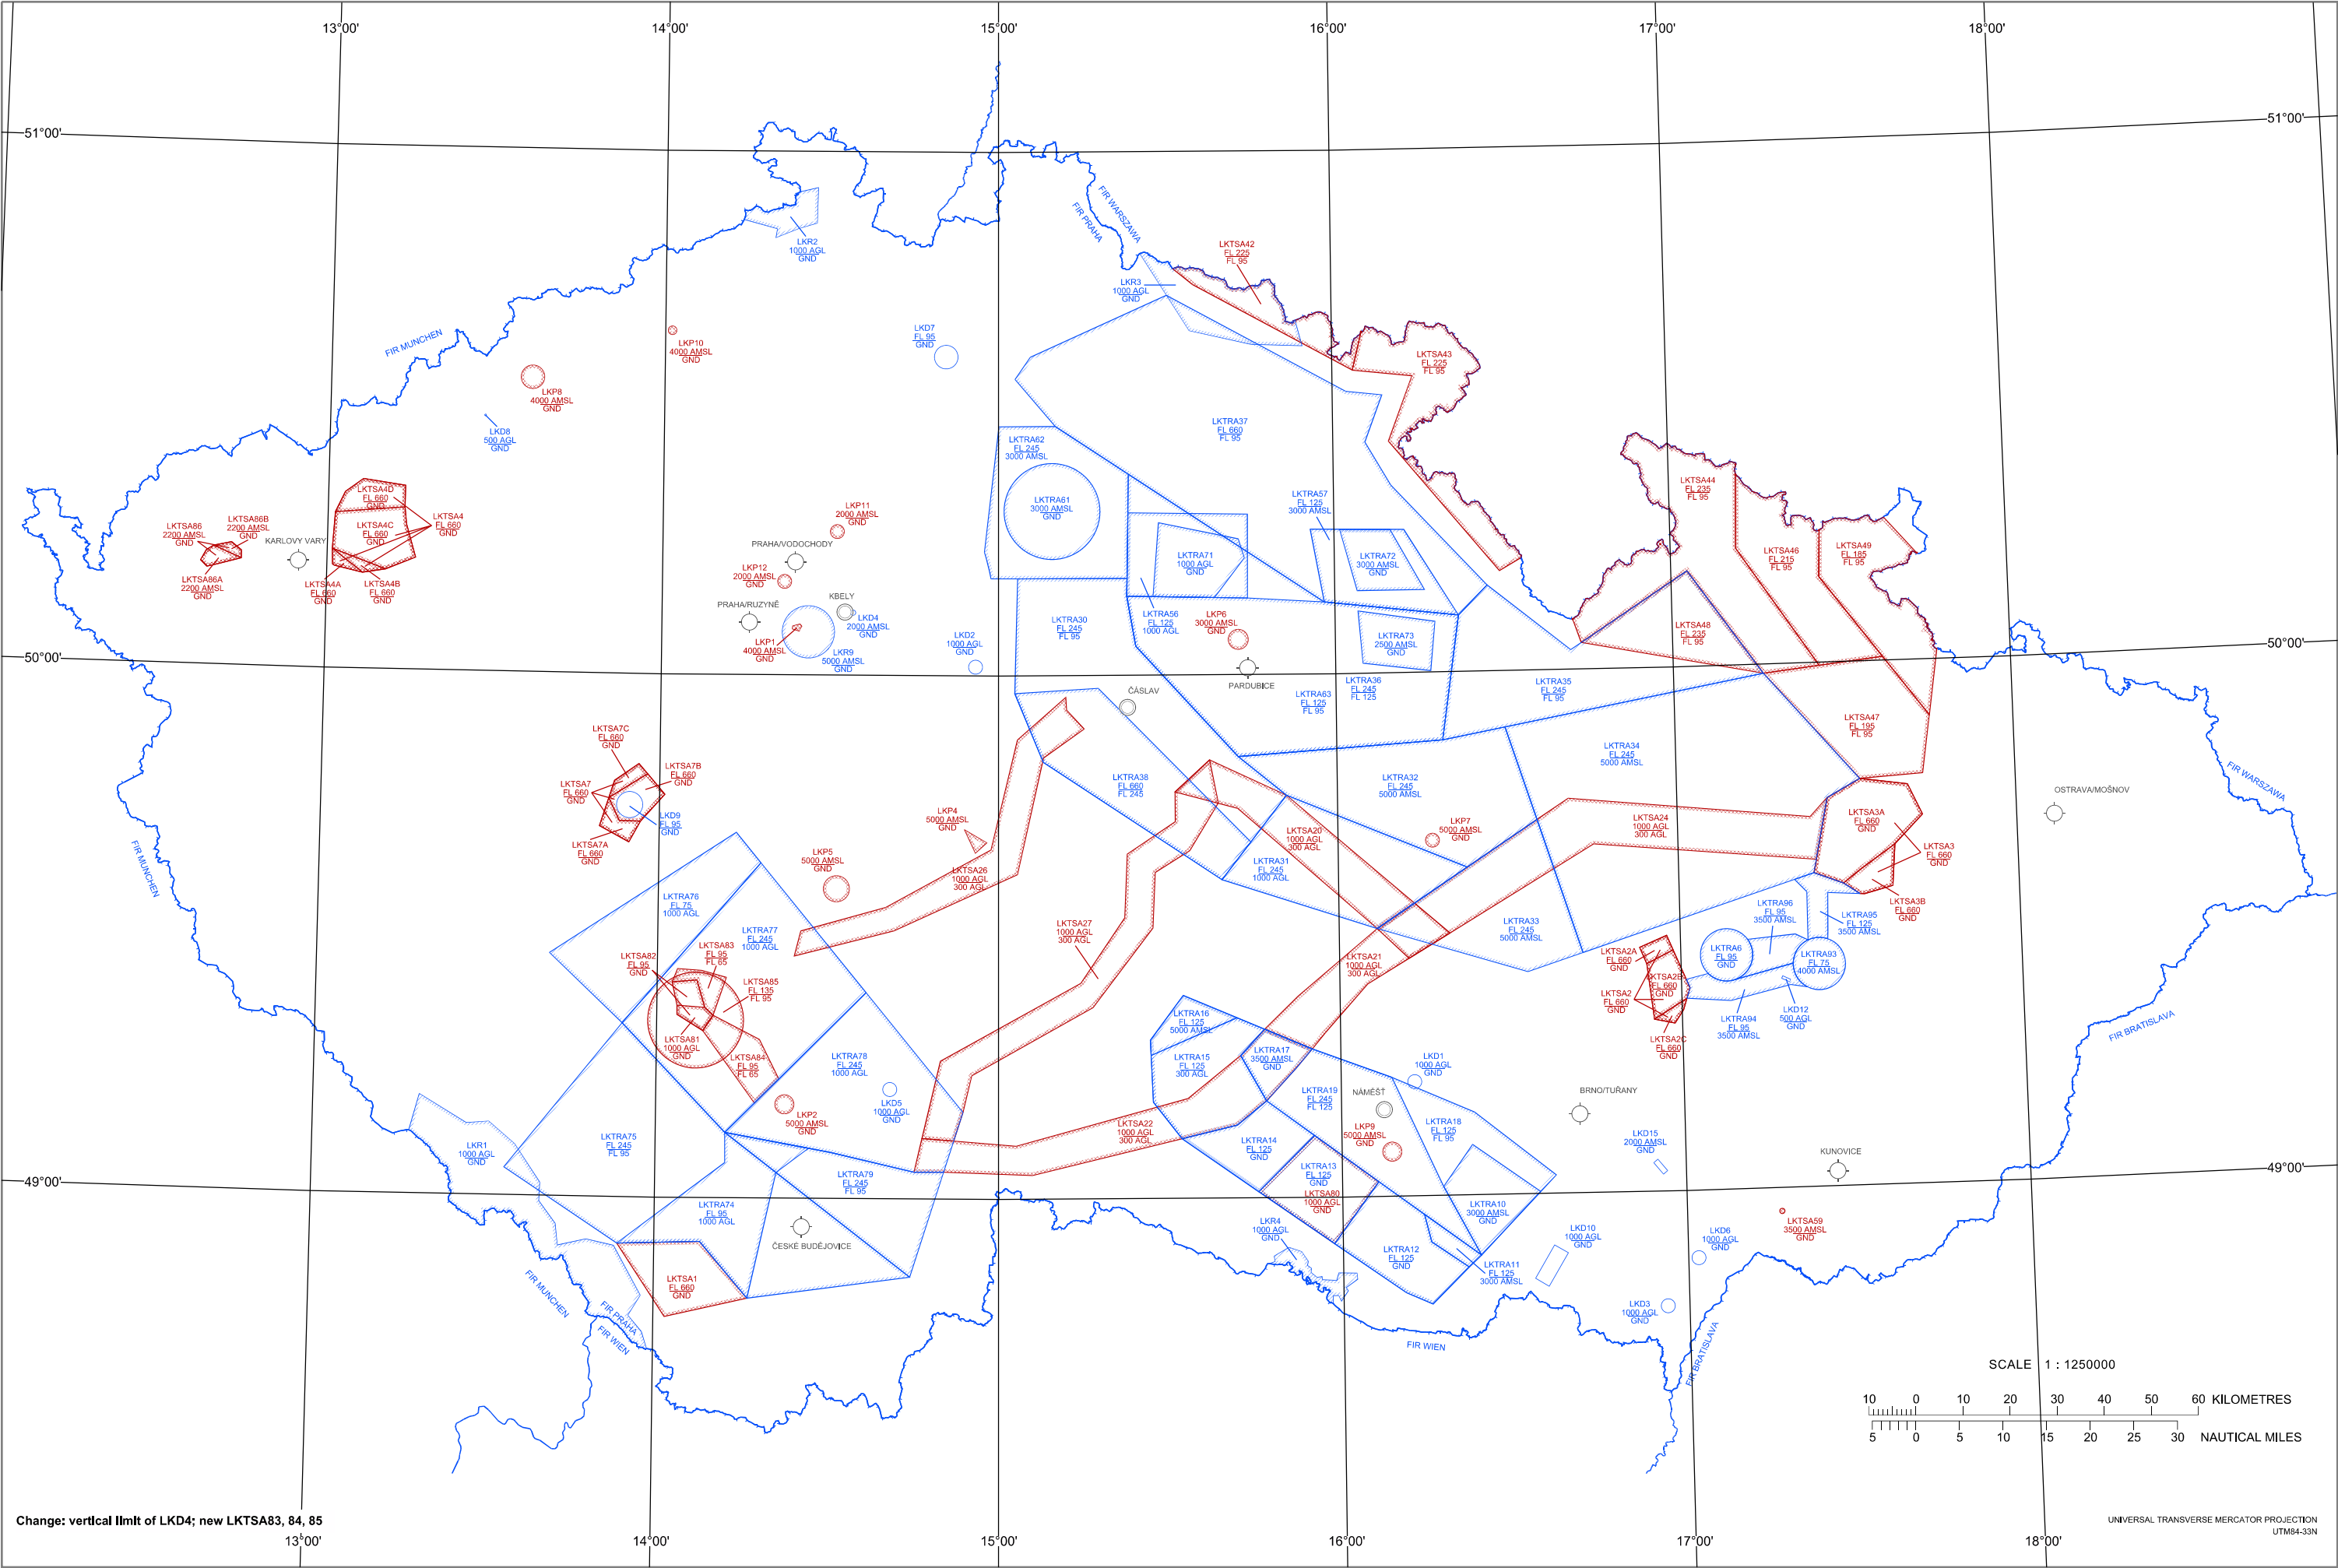 13°00'
14°00'
15°00'
16°00'
17°00'
18°00'
51°00'
51°00'
FIR WARSZAWA
FIR PRAHA
LKR2
1000 AGL
GND
LKTSA42
FL 225
FL 95
LKR3
1000 AGL
GND
FIR MUNCHEN
LKP10
4000 AMSL
GND
LKD7
FL 95
GND
LKTSA43
FL 225
FL 95
LKP8
4000 AMSL
GND
LKD8
500 AGL
GND
LKTRA37
FL 660
FL 95
LKTRA62
FL 245
3000 AMSL
LKTSA4D
FL 660
GND
LKTSA4C
FL 660
GND
LKTSA4
FL 660
GND
LKTSA86
2200 AMSL
GND
LKTSA86B
2200 AMSL
GND
LKTSA86A
2200 AMSL
GND
KARLOVY VARY
LKTSA4A
FL 660
GND
LKTSA4B
FL 660
GND
LKP11
2000 AMSL
GND
PRAHA/VODOCHODY
LKP12
2000 AMSL
GND
PRAHA/RUZYNĚ
KBELY
LKD4
2000 AMSL
GND
LKP1
4000 AMSL
GND
LKR9
5000 AMSL
GND
LKD2
1000 AGL
GND
LKTRA61
3000 AMSL
GND
LKTRA57
FL 125
3000 AMSL
LKTRA71
1000 AGL
GND
LKTRA72
3000 AMSL
GND
LKTSA44
FL 235
FL 95
LKTSA46
FL 215
FL 95
LKTSA49
FL 185
FL 95
LKTRA30
FL 245
FL 95
LKTRA56
FL 125
1000 AGL
LKP6
3000 AMSL
GND
LKTRA73
2500 AMSL
GND
LKTSA48
FL 235
FL 95
50°00'
50°00'
PARDUBICE
ČÁSLAV
LKTRA63
FL 125
FL 95
LKTRA36
FL 245
FL 125
LKTRA35
FL 245
FL 95
LKTSA47
FL 195
FL 95
LKTRA34
FL 245
5000 AMSL
FIR WARSZAWA
OSTRAVA/MOŠNOV
LKTSA7C
FL 660
GND
LKTSA7B
FL 660
GND
LKTSA7
FL 660
GND
LKD9
FL 95
GND
LKTSA7A
FL 660
GND
FIR MUNCHEN
LKP4
5000 AMSL
GND
LKP5
5000 AMSL
GND
LKTSA26
1000 AGL
300 AGL
LKTRA38
FL 660
FL 245
LKTRA32
FL 245
5000 AMSL
LKTSA20
1000 AGL
300 AGL
LKP7
5000 AMSL
GND
LKTSA24
1000 AGL
300 AGL
LKTRA31
FL 245
1000 AGL
LKTSA3A
FL 660
GND
LKTSA3
FL 660
GND
LKTSA3B
FL 660
GND
LKTRA76
FL 75
1000 AGL
LKTRA77
FL 245
1000 AGL
LKTSA27
1000 AGL
300 AGL
LKTRA33
FL 245
5000 AMSL
LKTRA96
FL 95
3500 AMSL
LKTRA95
FL 125
3500 AMSL
LKTSA82
FL 95
GND
LKTSA83
FL 95
FL 65
LKTSA85
FL 135
FL 95
LKTSA21
1000 AGL
300 AGL
LKTSA2A
FL 660
GND
LKTSA2B
FL 660
GND
LKTSA2
FL 660
GND
LKTSA2C
FL 660
GND
LKTRA6
FL 95
GND
LKTRA93
FL 75
4000 AMSL
LKTRA94
FL 95
3500 AMSL
LKD12
500 AGL
GND
FIR BRATISLAVA
LKTSA81
1000 AGL
GND
LKTSA84
FL 95
FL 65
LKTRA78
FL 245
1000 AGL
LKTRA16
FL 125
5000 AMSL
LKTRA15
FL 125
300 AGL
LKTRA17
3500 AMSL
GND
LKTRA19
FL 245
FL 125
NÁMĚŠŤ
LKD1
1000 AGL
GND
BRNO/TUŘANY
LKD5
1000 AGL
GND
LKP2
5000 AMSL
GND
LKTSA22
1000 AGL
300 AGL
LKP9
5000 AMSL
GND
LKTRA18
FL 125
FL 95
LKD15
2000 AMSL
GND
KUNOVICE
LKR1
1000 AGL
GND
LKTRA75
FL 245
FL 95
LKTRA14
FL 125
GND
LKTRA13
FL 125
GND
LKTSA80
1000 AGL
GND
49°00'
49°00'
LKTRA79
FL 245
FL 95
LKTRA74
FL 95
1000 AGL
ČESKÉ BUDĚJOVICE
LKTRA10
3000 AMSL
GND
LKR4
1000 AGL
GND
LKTRA12
FL 125
GND
LKTRA11
FL 125
3000 AMSL
LKD10
1000 AGL
GND
LKD6
1000 AGL
GND
LKTSA59
3500 AMSL
GND
LKTSA1
FL 660
GND
FIR MUNCHEN
FIR PRAHA
FIR WIEN
LKD3
1000 AGL
GND
FIR WIEN
FIR BRATISLAVA
SCALE 1 : 1250000
10 0 10 20 30 40 50 60 KILOMETRES
5 0 5 10 15 20 25 30 NAUTICAL MILES
Change: vertical limit of LKD4; new LKTSA83, 84, 85
UNIVERSAL TRANSVERSE MERCATOR PROJECTION
UTM84-33N
13°00'
14°00'
15°00'
16°00'
17°00'
18°00'